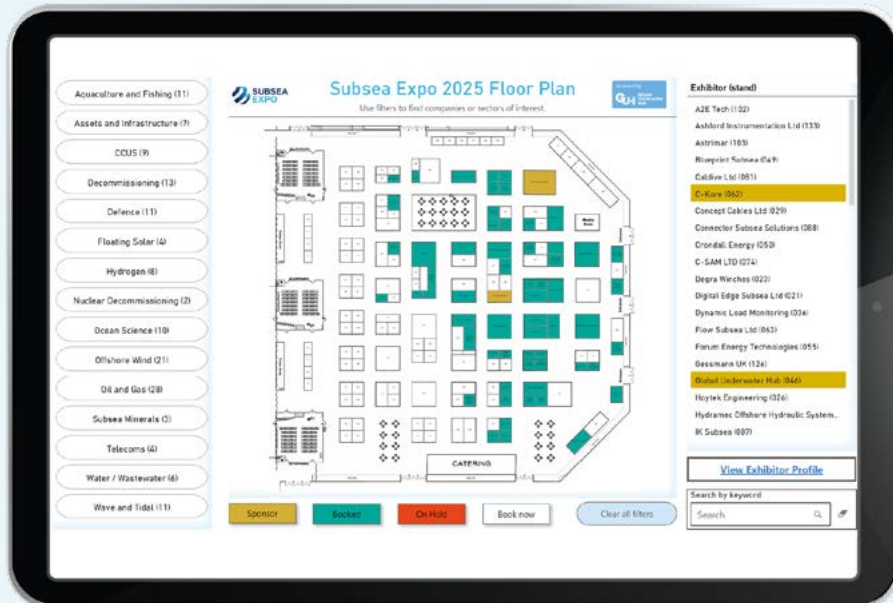 Aquaculture and Fishing (11)
Assets and Infrastructure (7)
CCUS (9)
Decommissioning (13)
Defence (11)
Floating Solar (4)
Hydrogen (8)
Nuclear Decommissioning (2)
Ocean Science (10)
Offshore Wind (21)
Oil and Gas (28)
Subsea Minerals (3)
Telecoms (4)
Water / Wastewater (6)
Wave and Tidal (11)
SUBSEA
EXPO
Subsea Expo 2025 Floor Plan
Use filters to find companies or sectors of interest.
GUH
CATERING
Sponsor
Booked
On Hold
Book now
Clear all filters
Exhibitor (stand)
A2E Tech (102)
Ashford Instrumentation Ltd (133)
Astrimar (103)
Blueprint Subsea (049)
Caldive Ltd (081)
C-Kore (062)
Concept Cables Ltd (029)
Connector Subsea Solutions (088)
Crondall Energy (050)
C-SAM LTD (074)
Degra Winches (023)
Digital Edge Subsea Ltd (021)
Dynamic Load Monitoring (036)
Flow Subsea Ltd (063)
Forum Energy Technologies (055)
Gessmann UK (126)
Global Underwater Hub (046)
Hoytek Engineering (026)
Hydramec Offshore Hydraulic System...
IK Subsea (087)
View Exhibitor Profile
Search by keyword
Search